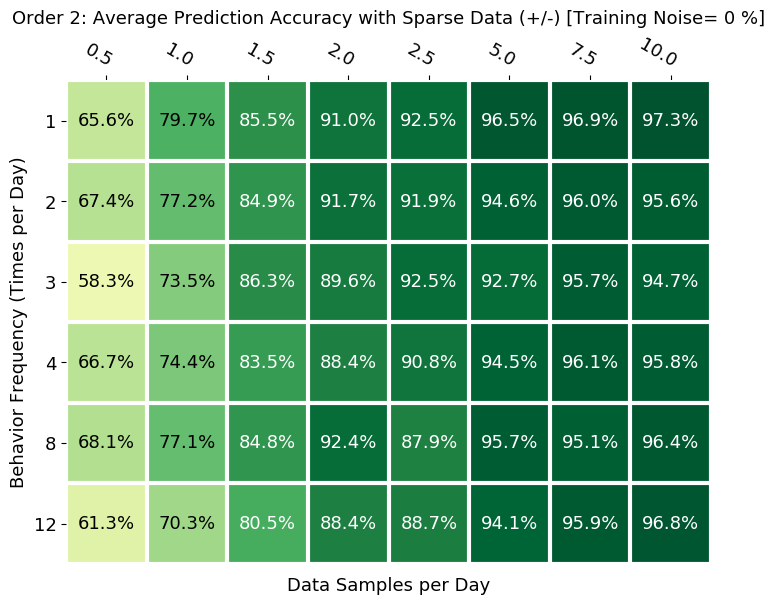 Order 2: Average Prediction Accuracy with Sparse Data (+/-) [Training Noise= 0 %]
0.5 1.0 1.5 2.0 2.5 5.0 7.5 10.0
1 65.6% 79.7% 85.5% 91.0% 92.5% 96.5% 96.9% 97.3%
2 67.4% 77.2% 84.9% 91.7% 91.9% 94.6% 96.0% 95.6%
3 58.3% 73.5% 86.3% 89.6% 92.5% 92.7% 95.7% 94.7%
4 66.7% 74.4% 83.5% 88.4% 90.8% 94.5% 96.1% 95.8%
8 68.1% 77.1% 84.8% 92.4% 87.9% 95.7% 95.1% 96.4%
12 61.3% 70.3% 80.5% 88.4% 88.7% 94.1% 95.9% 96.8%
Behavior Frequency (Times per Day)
Data Samples per Day